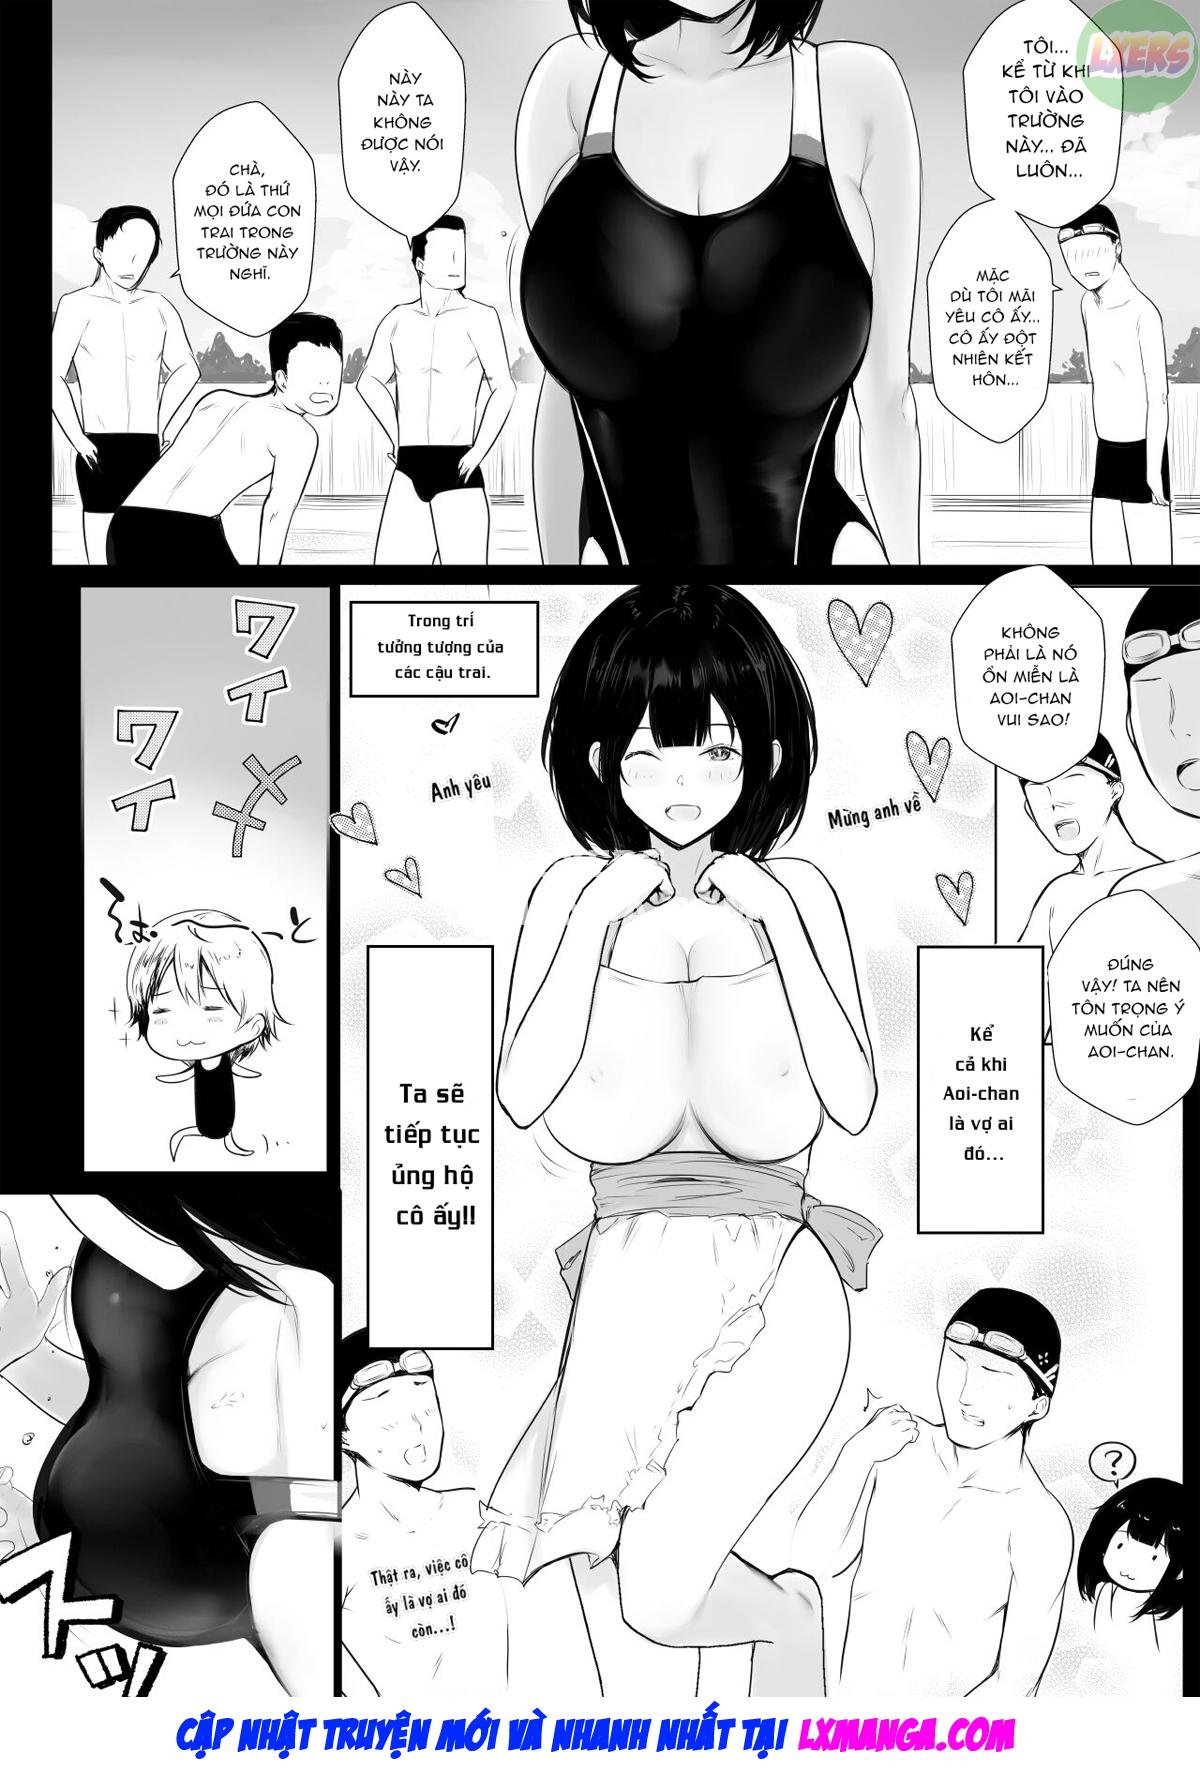 LXERS
TÔI...
KỂ TỪ KHI
TÔI VÀO
TRƯỜNG
NÀY... ĐÃ
LUÔN...
MẶC
DÙ TÔI MÃI
YÊU CÔ ẤY...
CÔ ẤY ĐỘT
NHIÊN KẾT
HÔN...
NÀY
NÀY TA
KHÔNG
ĐƯỢC NÓI
VẬY.
CHÀ,
ĐÓ LÀ THỨ
MỌI ĐỨA CON
TRAI TRONG
TRƯỜNG NÀY
NGHĨ.
KHÔNG
PHẢI LÀ NÓ
ỔN MIỄN LÀ
AOI-CHAN
VUI SAO!
ĐÚNG
VẬY! TA NÊN
TÔN TRỌNG Ý
MUỐN CỦA
AOI-CHAN.
Trong trí
tưởng tượng của
các cậu trai.
Mừng anh về
Anh yêu
Kể
cả khi
Aoi-chan
là vợ ai
đó...
Ta sẽ
tiếp tục
ủng hộ
cô ấy!!
?
Thật ra, việc cô
ấy là vợ ai đó
còn...!
ワイ
ワイ
ズッ
CẬP NHẬT TRUYỆN MỚI VÀ NHANH NHẤT TẠI LXMANGA.COM